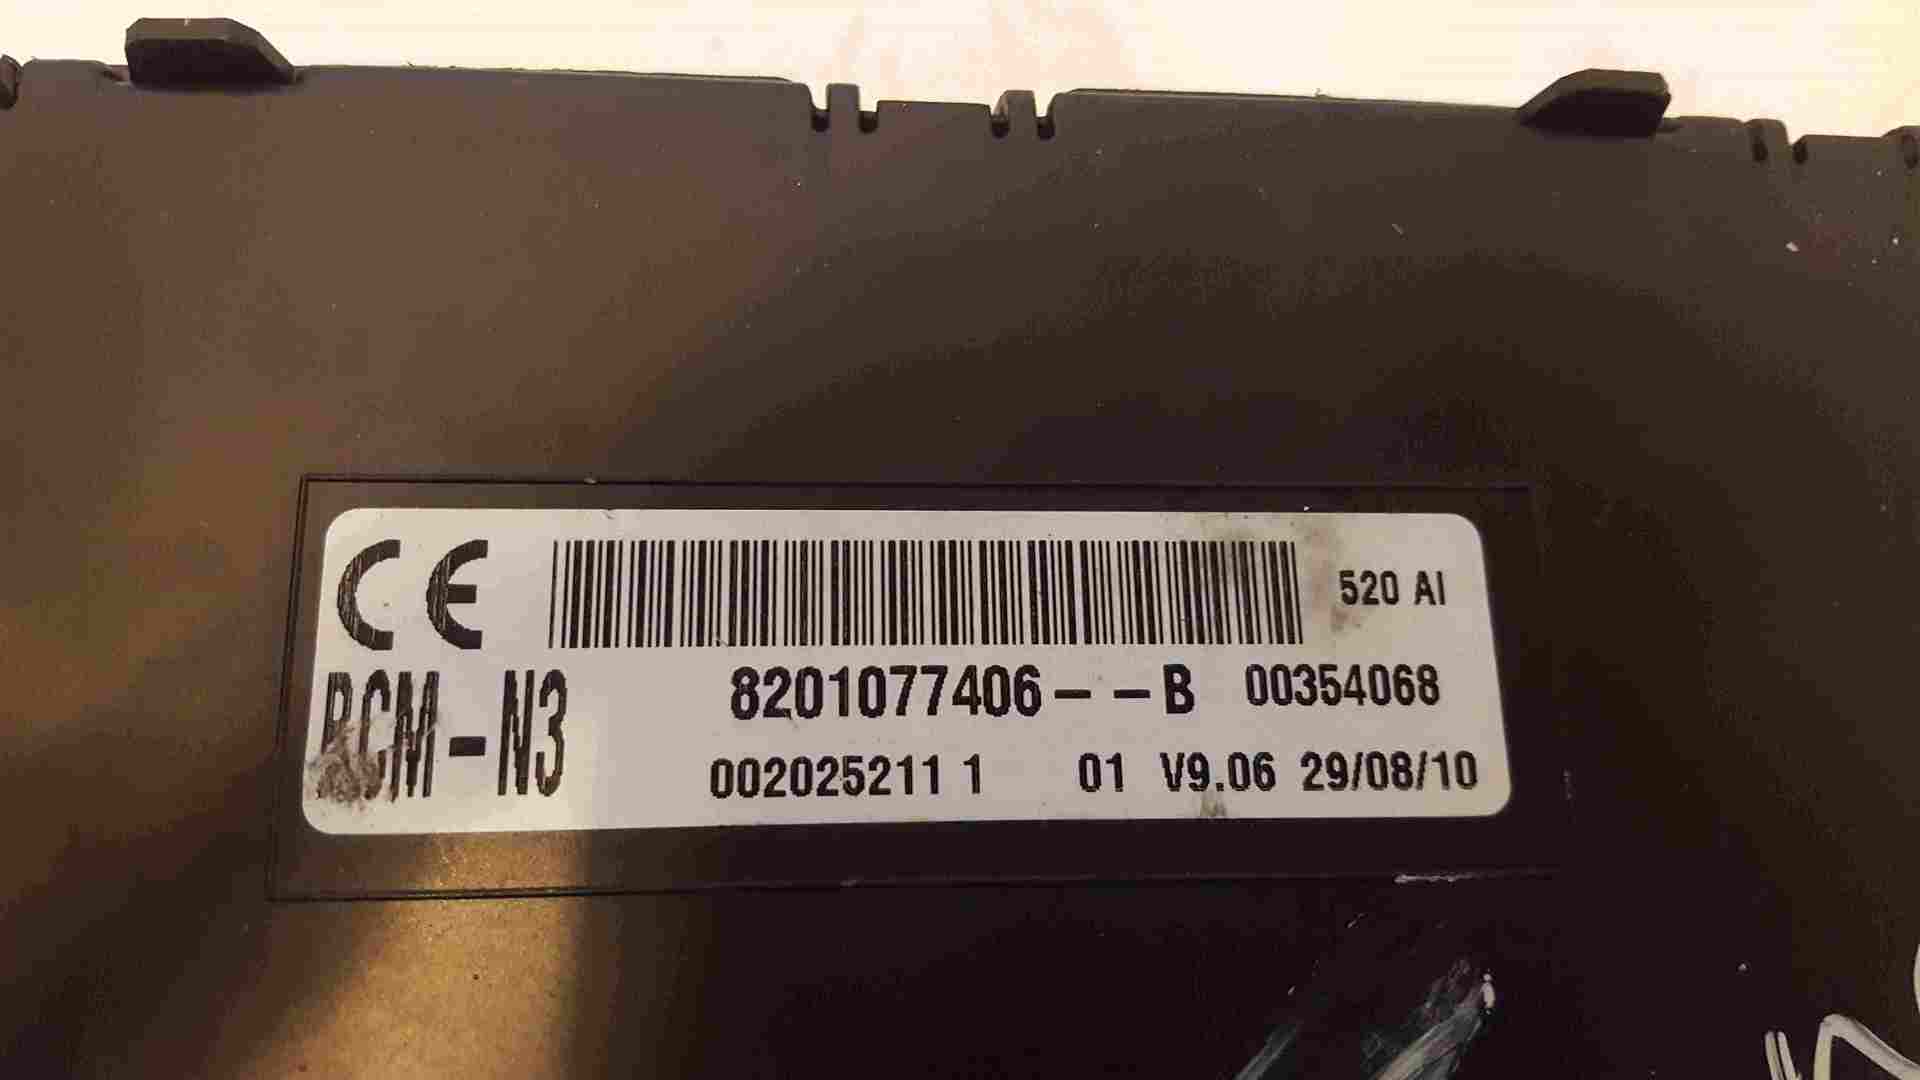 CE 520 AI
BCM-N3 8201077406--B 00354068
002025211 1 01 V9.06 29/08/10